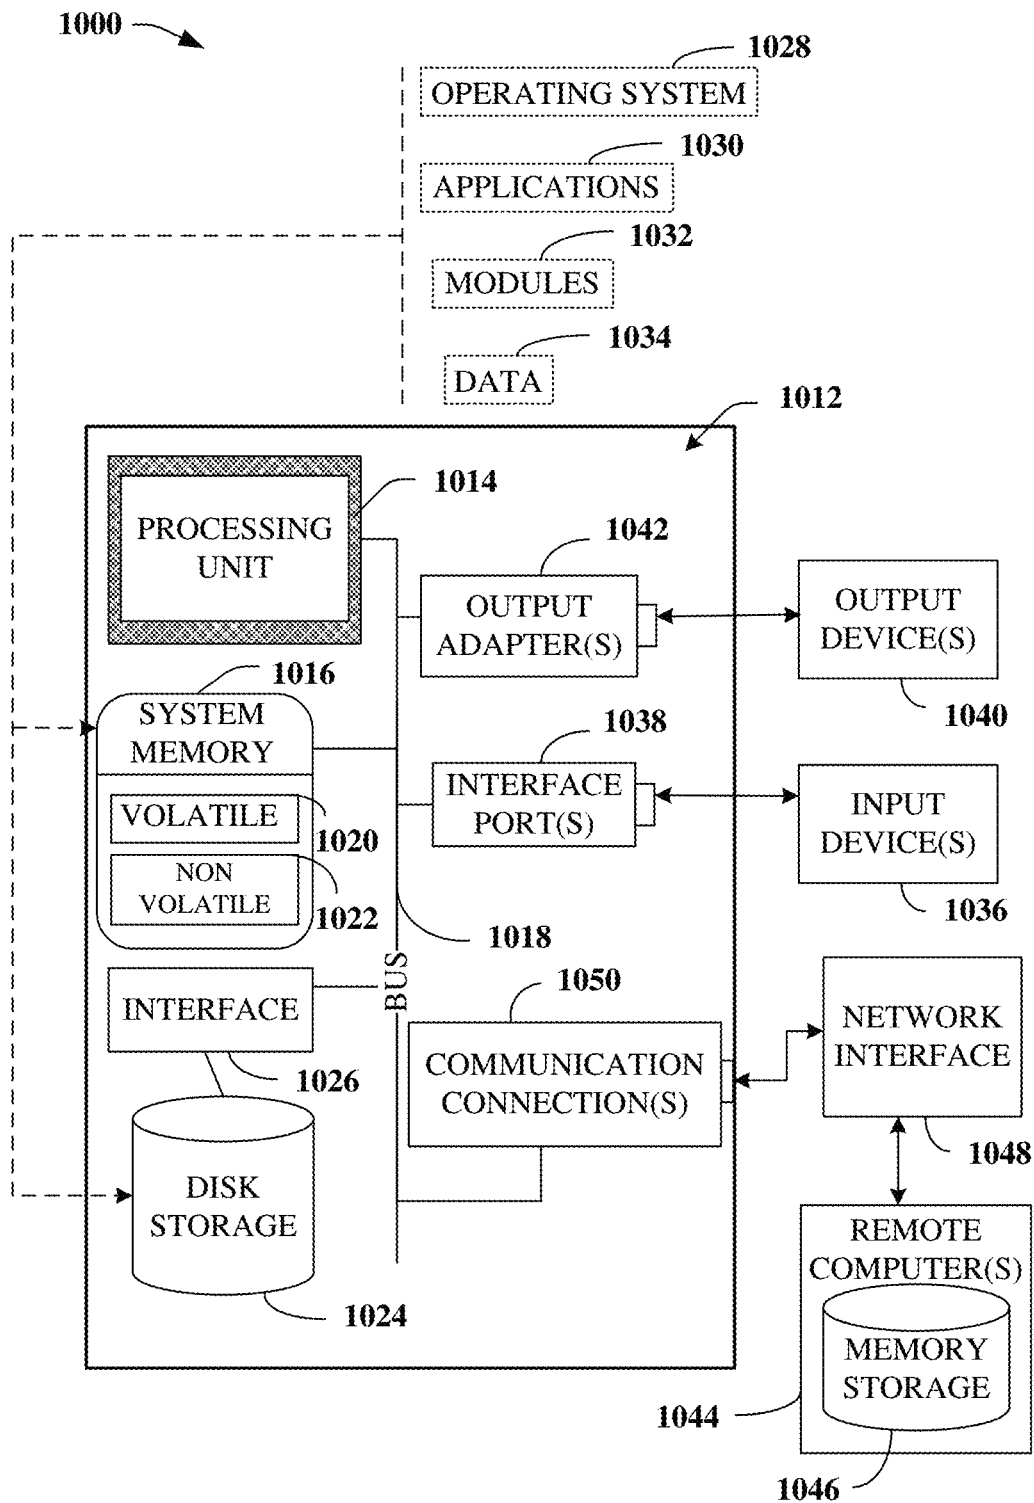 1000
1028
OPERATING SYSTEM
1030
APPLICATIONS
1032
MODULES
1034
DATA
1012
1014
PROCESSING
UNIT
1042
OUTPUT
ADAPTER(S)
OUTPUT
DEVICE(S)
1040
1016
SYSTEM
MEMORY
1038
INTERFACE
PORT(S)
INPUT
DEVICE(S)
1036
VOLATILE
1020
NON
VOLATILE
1022
1018
BUS
INTERFACE
1026
1050
COMMUNICATION
CONNECTION(S)
NETWORK
INTERFACE
1048
DISK
STORAGE
1024
REMOTE
COMPUTER(S)
MEMORY
STORAGE
1044
1046